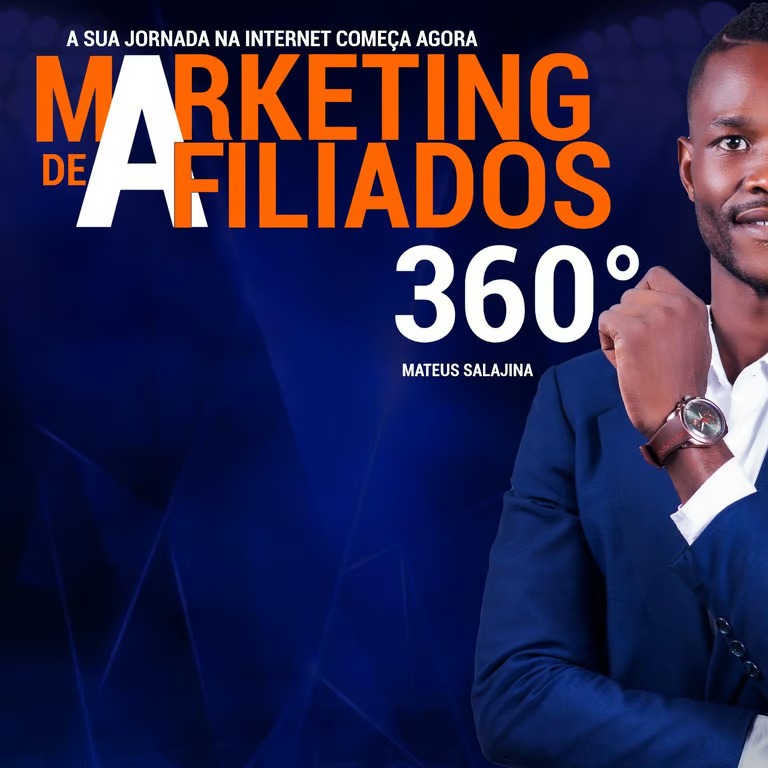 A SUA JORNADA NA INTERNET COMEÇA AGORA
MARKETING
DE AFILIADOS
360°
MATEUS SALAJINA